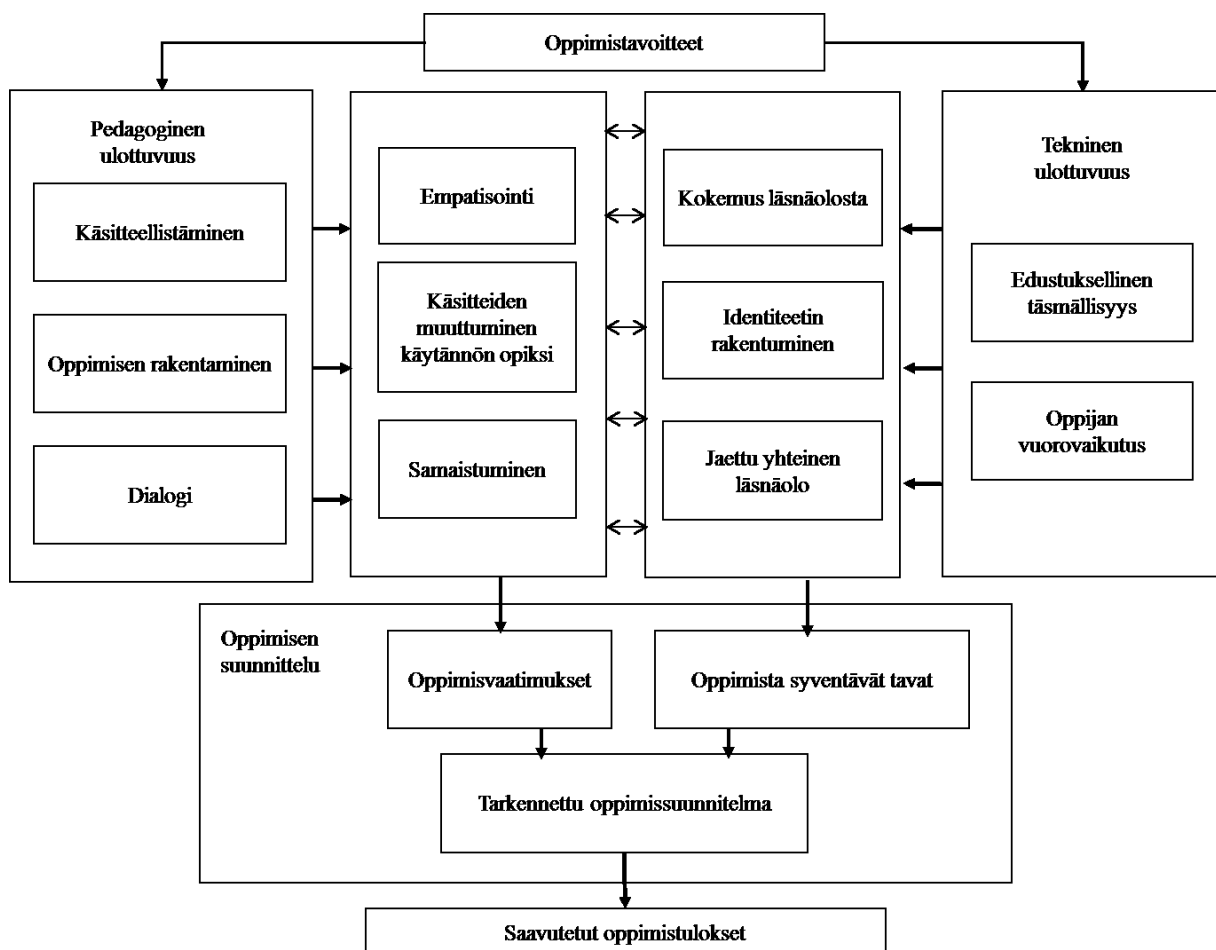 Oppimistavoitteet
Pedagoginen
ulottuvuus
Käsitteellistäminen
Oppimisen rakentaminen
Dialogi
Empatisointi
Käsitteiden
muuttuminen
käytännön opiksi
Samaistuminen
Kokemus läsnäolosta
Identiteetin
rakentuminen
Jaettu yhteinen
läsnäolo
Tekninen
ulottuvuus
Edustuksellinen
täsmällisyys
Oppijan
vuorovaikutus
Oppimisen
suunnittelu
Oppimisvaatimukset
Oppimista syventävät tavat
Tarkennettu oppimissuunnitelma
Saavutetut oppimistulokset